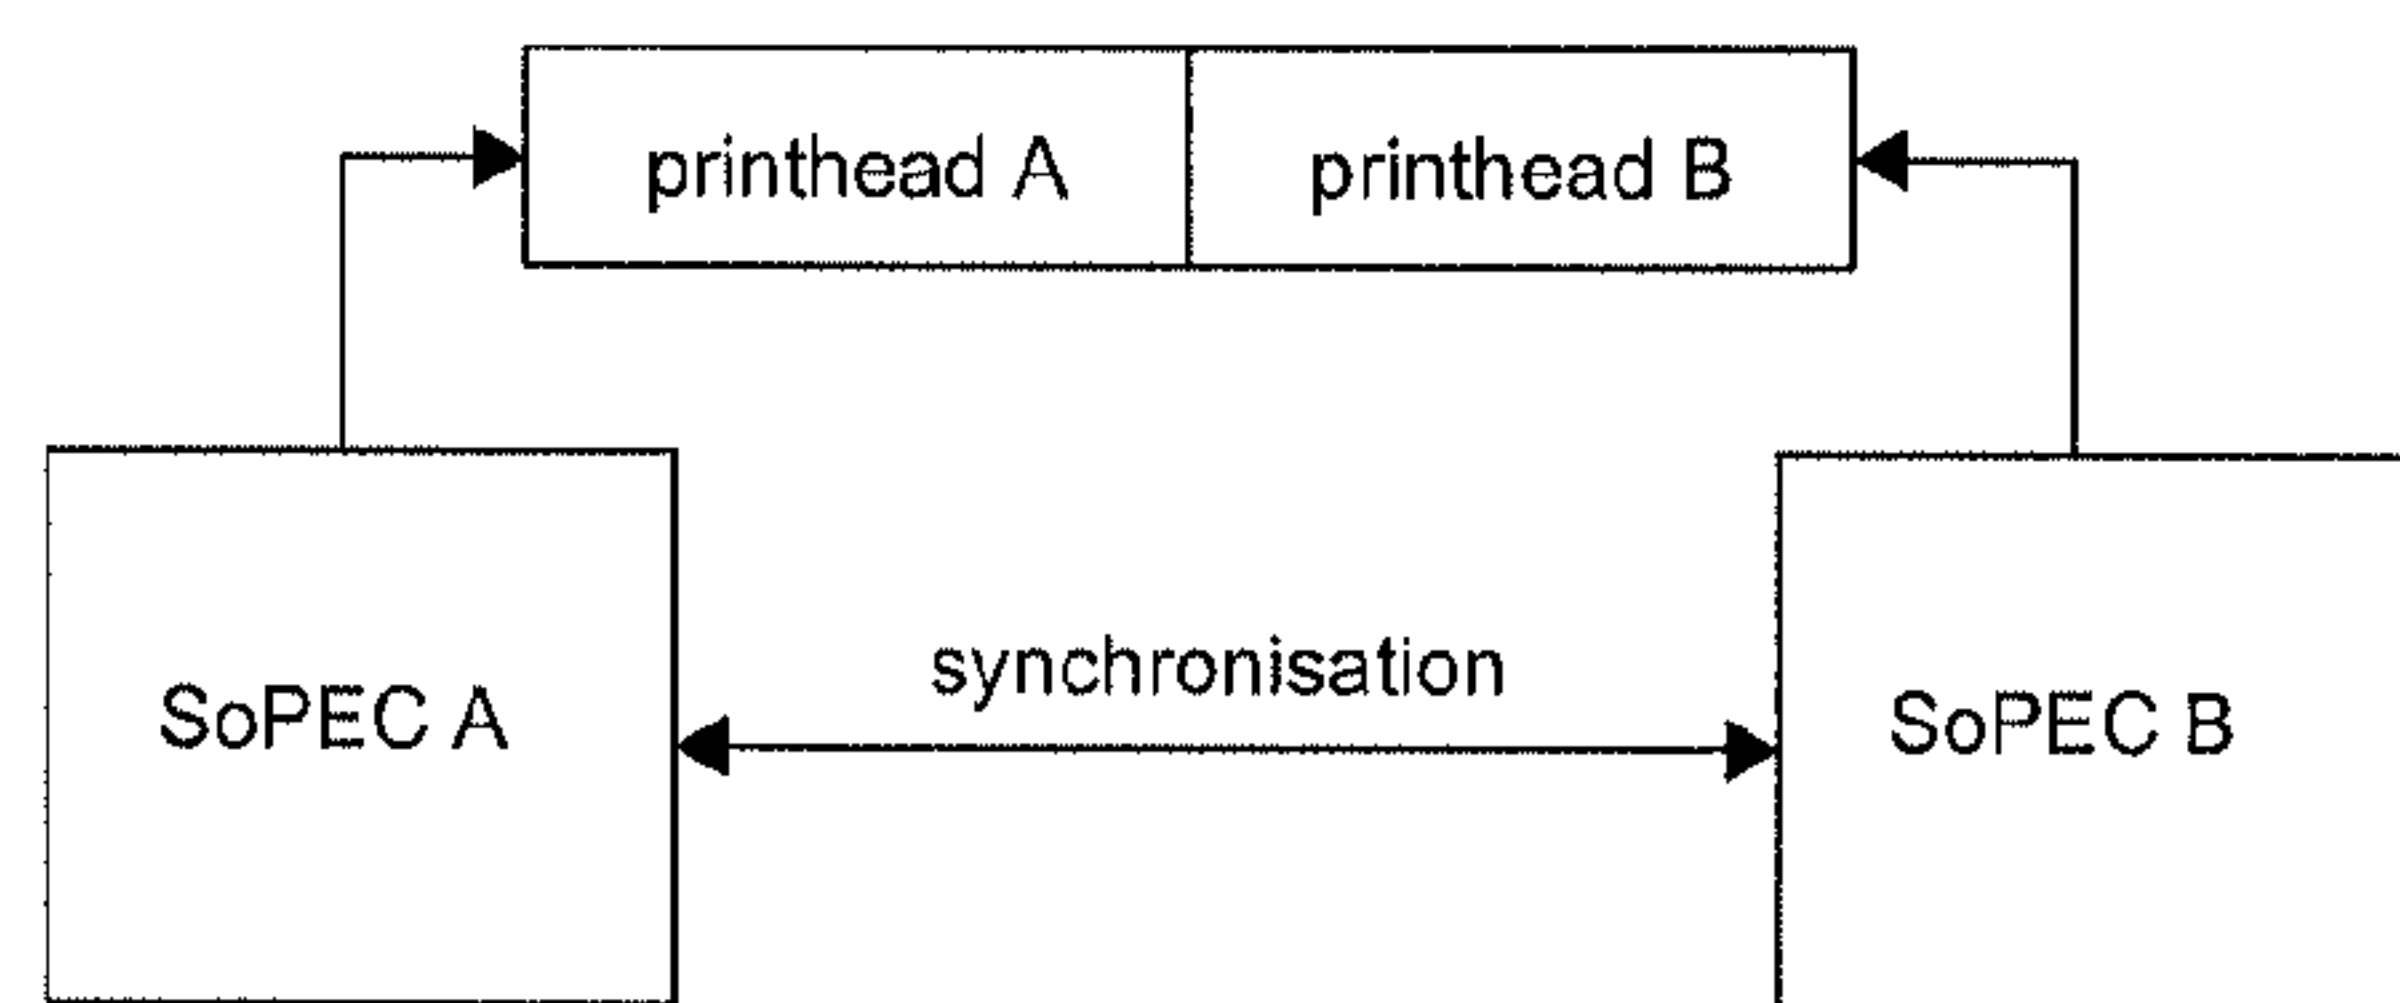 printhead A
printhead B
synchronisation
SoPEC A
SoPEC B